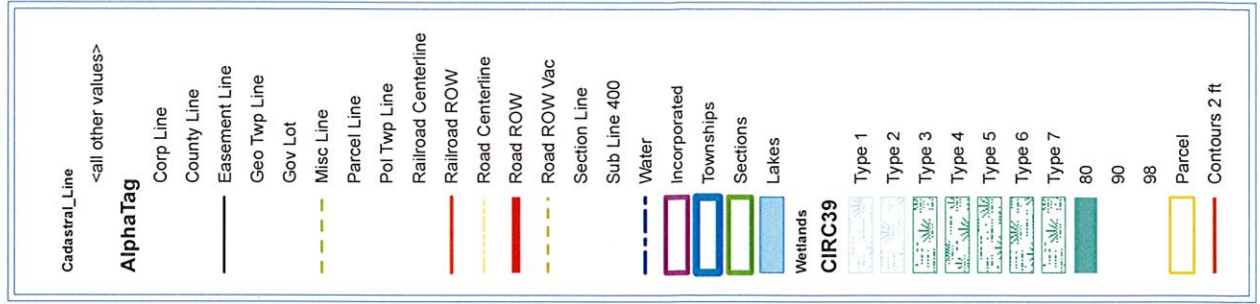 Cadastral_Line
<all other values>
AlphaTag
Corp Line
County Line
Easement Line
Geo Twp Line
Gov Lot
Misc Line
Parcel Line
Pol Twp Line
Railroad Centerline
Railroad ROW
Road Centerline
Road ROW
Road ROW Vac
Section Line
Sub Line 400
Water
Incorporated
Townships
Sections
Lakes
Wetlands
CIRC39
Type 1
Type 2
Type 3
Type 4
Type 5
Type 6
Type 7
80
90
98
Parcel
Contours 2 ft